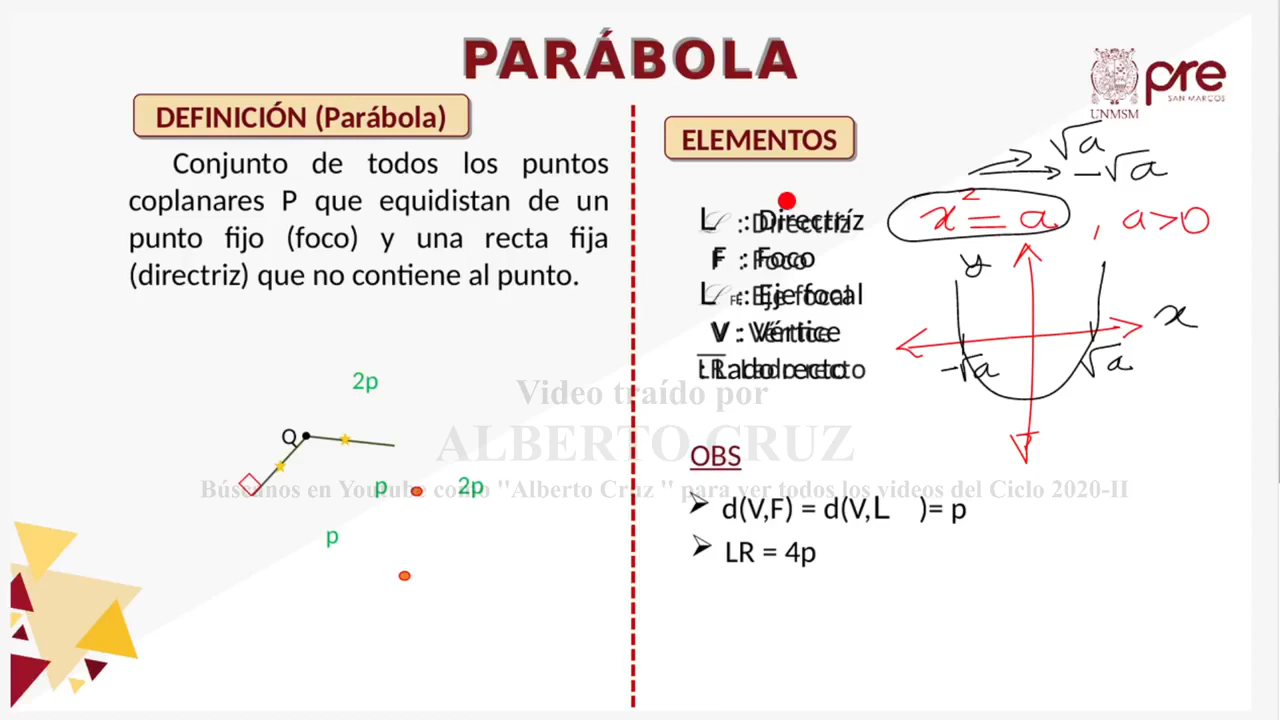 PARÁBOLA
pre
SAN MARCOS
UNMSM
DEFINICIÓN (Parábola)
Conjunto de todos los puntos
coplanares P que equidistan de un
punto fijo (foco) y una recta fija
(directriz) que no contiene al punto.
2p
Q
p
2p
p
ELEMENTOS
L : Directríz
F : Foco
L FE: Eje focal
V : Vértice
LR : Lado recto
√a
-√a
x² = a , a>0
y
x
-√a
√a
Video traído por
ALBERTO CRUZ
Búscanos en Youtube como "Alberto Cruz " para ver todos los videos del Ciclo 2020-II
OBS
➢ d(V,F) = d(V,L )= p
➢ LR = 4p